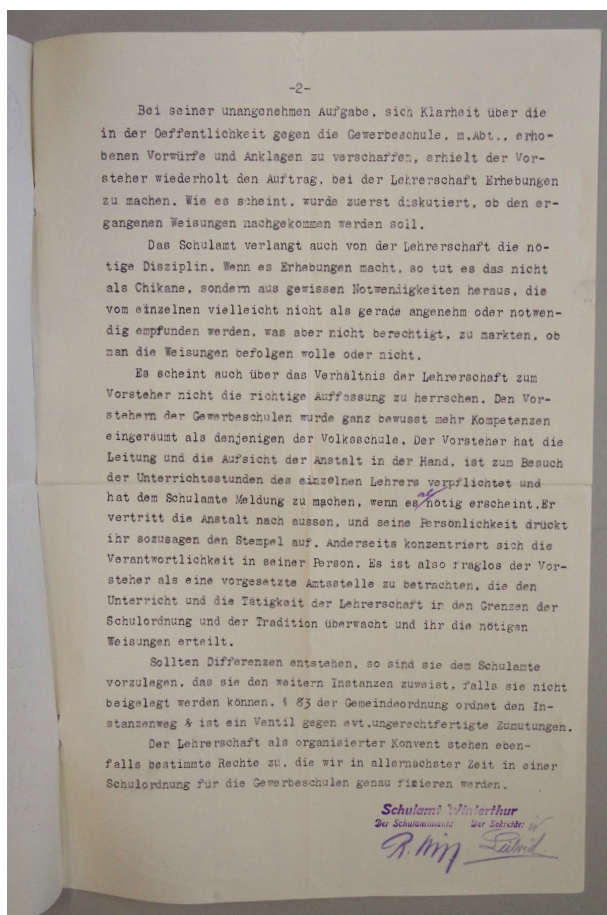 -2-
Bei seiner unangenehmen Aufgabe, sich Klarheit über die
in der Oeffentlichkeit gegen die Gewerbeschule, m.Abt., erho-
benen Vorwürfe und Anklagen zu verschaffen, erhielt der Vor-
steher wiederholt den Auftrag, bei der Lehrerschaft Erhebungen
zu machen. Wie es scheint, wurde zuerst diskutiert, ob den er-
gangenen Weisungen nachgekommen werden soll.
Das Schulamt verlangt auch von der Lehrerschaft die nö-
tige Disziplin. Wenn es Erhebungen macht, so tut es das nicht
als Chikane, sondern aus gewissen Notwendigkeiten heraus, die
vom einzelnen vielleicht nicht als gerade angenehm oder notwen-
dig empfunden werden, was aber nicht berechtigt, zu markten, ob
man die Weisungen befolgen wolle oder nicht.
Es scheint auch über das Verhältnis der Lehrerschaft zum
Vorsteher nicht die richtige Auffassung zu herrschen. Den Vor-
stehern der Gewerbeschulen wurde ganz bewusst mehr Kompetenzen
eingeräumt als denjenigen der Volksschule. Der Vorsteher hat die
Leitung und die Aufsicht der Anstalt in der Hand, ist zum Besuch
der Unterrichtsstunden des einzelnen Lehrers verpflichtet und
hat dem Schulamte Meldung zu machen, wenn es nötig erscheint. Er
vertritt die Anstalt nach aussen, und seine Persönlichkeit drückt
ihr sozusagen den Stempel auf. Anderseits konzentriert sich die
Verantwortlichkeit in seiner Person. Es ist also fraglos der Vor-
steher als eine vorgesetzte Amtsstelle zu betrachten, die den
Unterricht und die Tätigkeit der Lehrerschaft in den Grenzen der
Schulordnung und der Tradition überwacht und ihr die nötigen
Weisungen erteilt.
Sollten Differenzen entstehen, so sind sie dem Schulamte
vorzulegen, das sie den weitern Instanzen zuweist, falls sie nicht
beigelegt werden können. § 83 der Gemeindeordnung ordnet den In-
stanzenweg & ist ein Ventil gegen evt.ungerechtfertigte Zumutungen.
Der Lehrerschaft als organisierter Konvent stehen eben-
falls bestimmte Rechte zu, die wir in allernächster Zeit in einer
Schulordnung für die Gewerbeschulen genau fixieren werden.
Schulamt Winterthur
Der Schulamtmann: Der Sekretär: